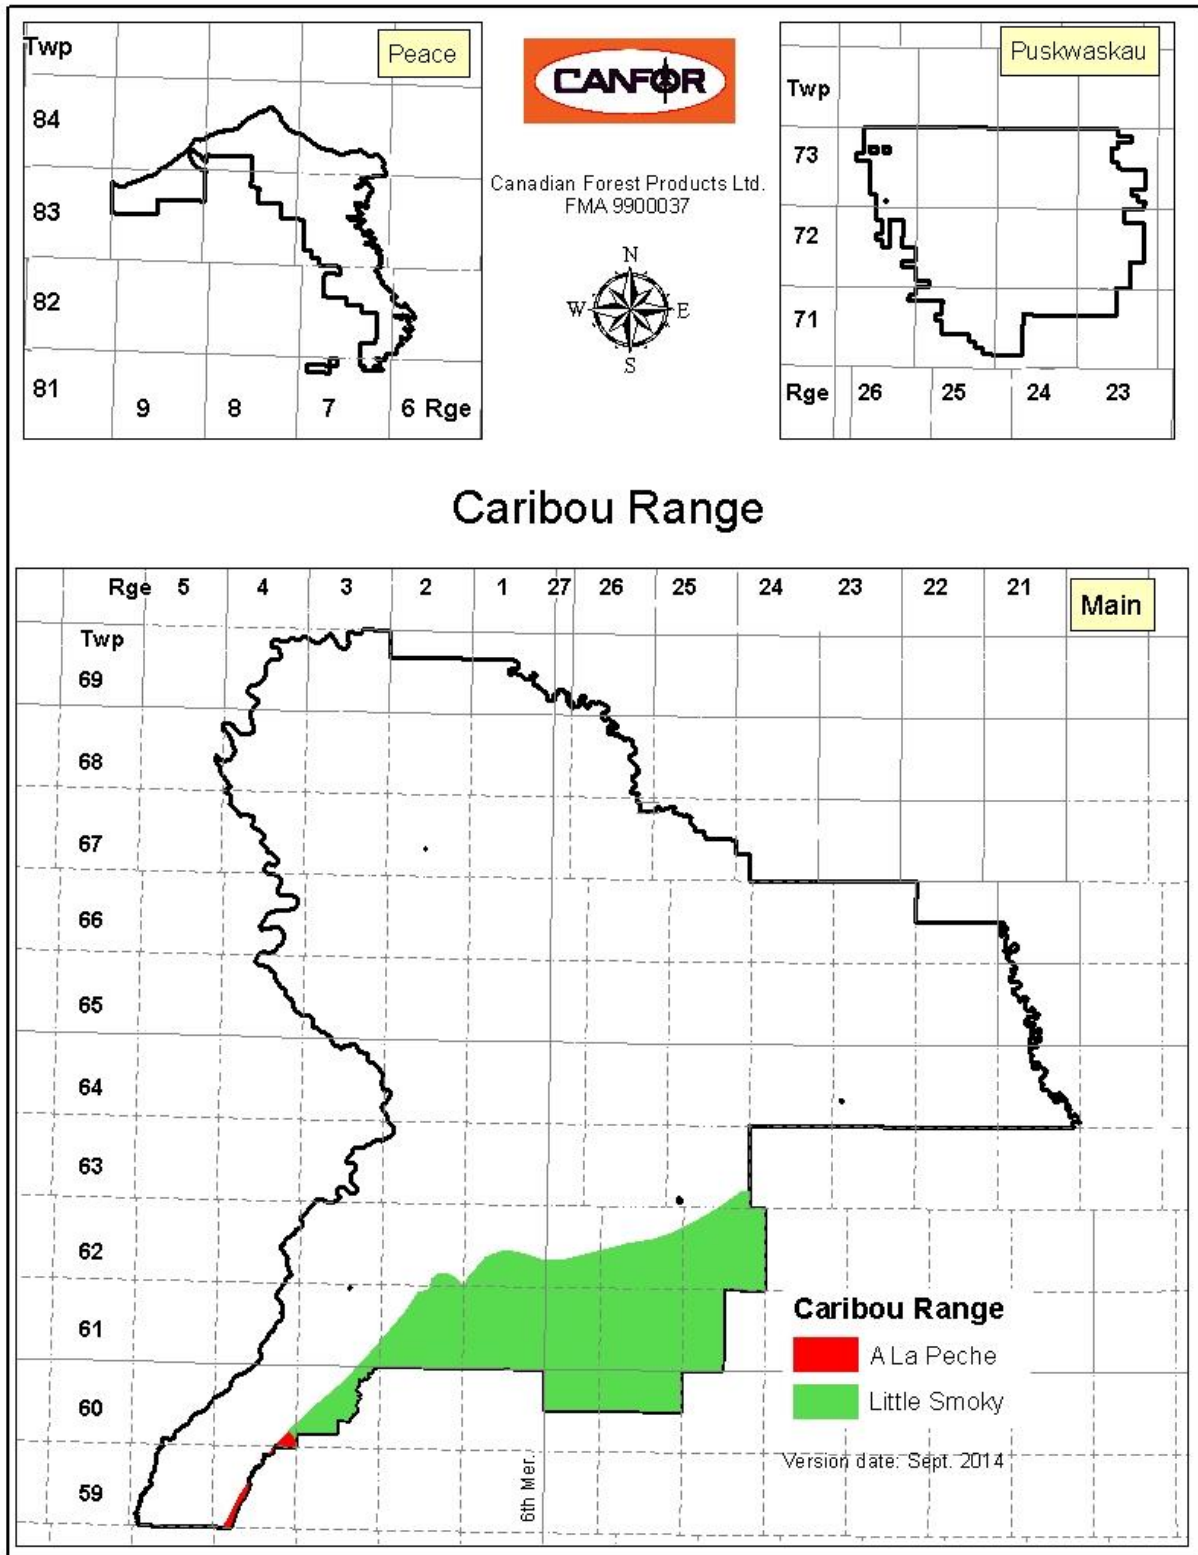 Twp
Peace
84
83
82
81
9 8 7 6 Rge
CANFOR
Canadian Forest Products Ltd.
FMA 9900037
N
W E
S
Puskwaskau
Twp
73
72
71
Rge 26 25 24 23
Caribou Range
Rge 5 4 3 2 1 27 26 25 24 23 22 21
Main
Twp
69
68
67
66
65
64
63
62
61
60
59
6th Mer.
Caribou Range
A La Peche
Little Smoky
Version date: Sept. 2014